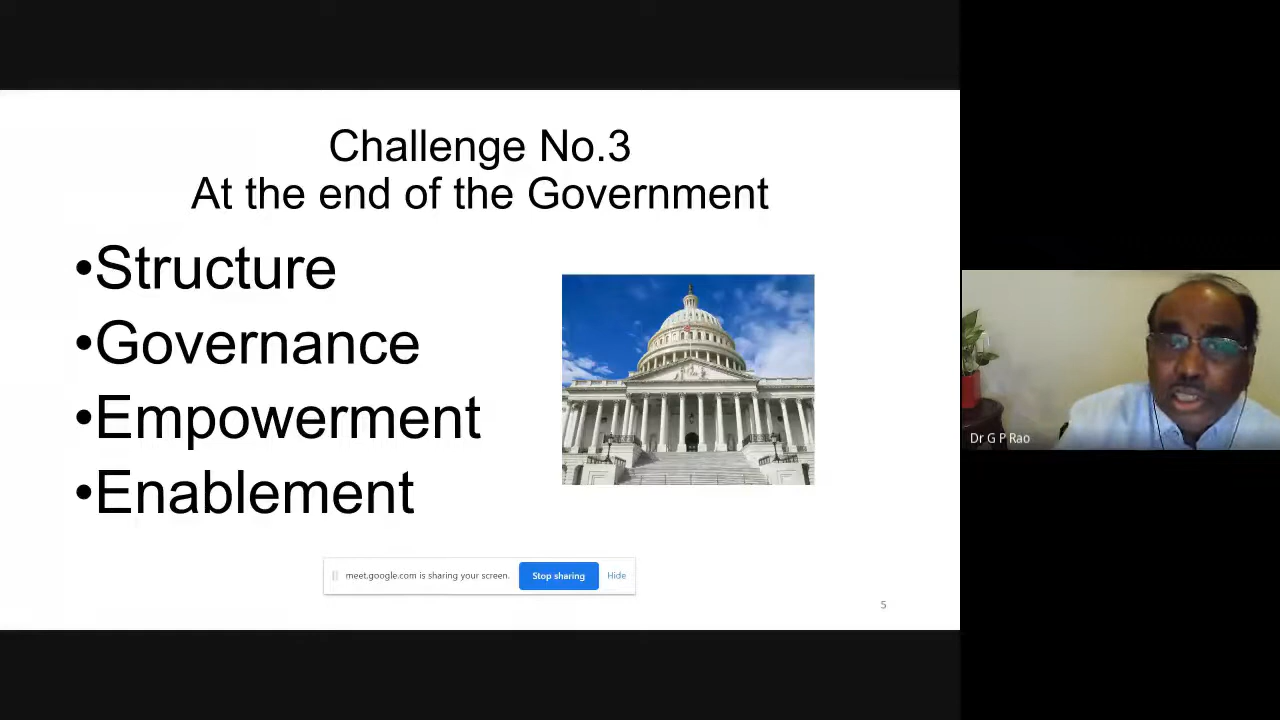 Challenge No.3
At the end of the Government
•Structure
•Governance
•Empowerment
•Enablement
meet.google.com is sharing your screen. Stop sharing Hide
5
Dr G P Rao